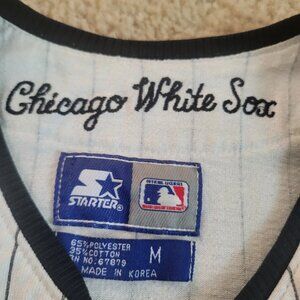 Chicago White Sox
STARTER®
65% POLYESTER
35% COTTON
RN NO. 67879
M
MADE IN KOREA